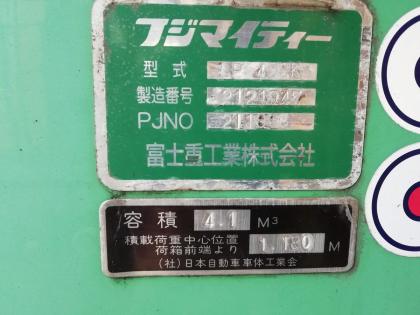 フジマイティー
型式
製造番号
PJNO
富士重工業株式会社
容積 4.1 M³
積載荷重中心位置
荷箱前端より M
(社)日本自動車車体工業会